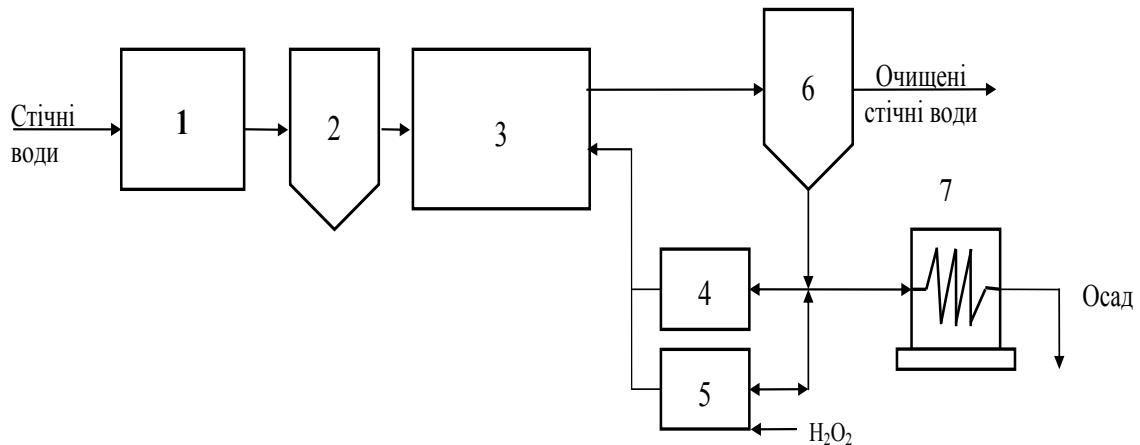 Стічні
води
1
2
3
6
Очищені
стічні води
7
4
Осад
5
H₂O₂